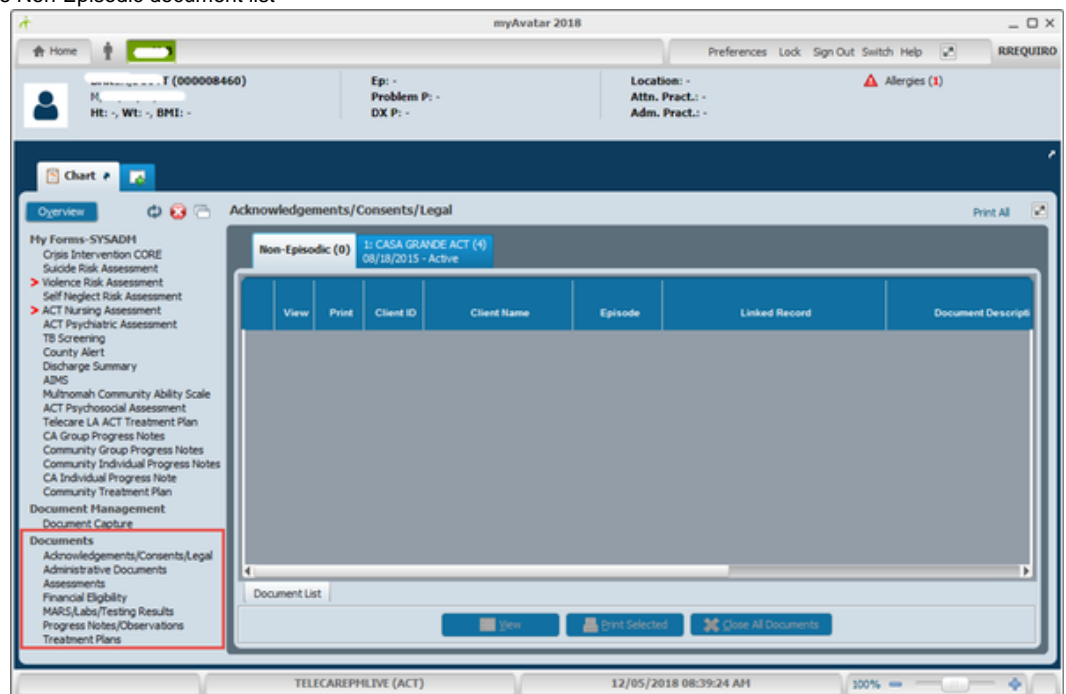 Non-Episodic document list
myAvatar 2018
Home
Preferences Lock Sign Out Switch Help
RREQUIRO
T (000008460)
M,
Ht: -, Wt: -, BMI: -
Ep: -
Problem P: -
DX P: -
Location: -
Attn. Pract.: -
Adm. Pract.: -
Allergies (1)
Chart
Overview
Acknowledgements/Consents/Legal
Print All
My Forms-SYSADM
Crisis Intervention CORE
Suicide Risk Assessment
> Violence Risk Assessment
Self Neglect Risk Assessment
> ACT Nursing Assessment
ACT Psychiatric Assessment
TB Screening
County Alert
Discharge Summary
AIMS
Multnomah Community Ability Scale
ACT Psychosocial Assessment
Telecare LA ACT Treatment Plan
CA Group Progress Notes
Community Group Progress Notes
Community Individual Progress Notes
CA Individual Progress Note
Community Treatment Plan
Document Management
Document Capture
Documents
Acknowledgements/Consents/Legal
Administrative Documents
Assessments
Financial Eligibility
MARS/Labs/Testing Results
Progress Notes/Observations
Treatment Plans
Non-Episodic (0)
1: CASA GRANDE ACT (4)
08/18/2015 - Active
View Print Client ID Client Name Episode Linked Record Document Descripti
Document List
View Print Selected Close All Documents
TELECAREPHILIVE (ACT)
12/05/2018 08:39:24 AM
100%